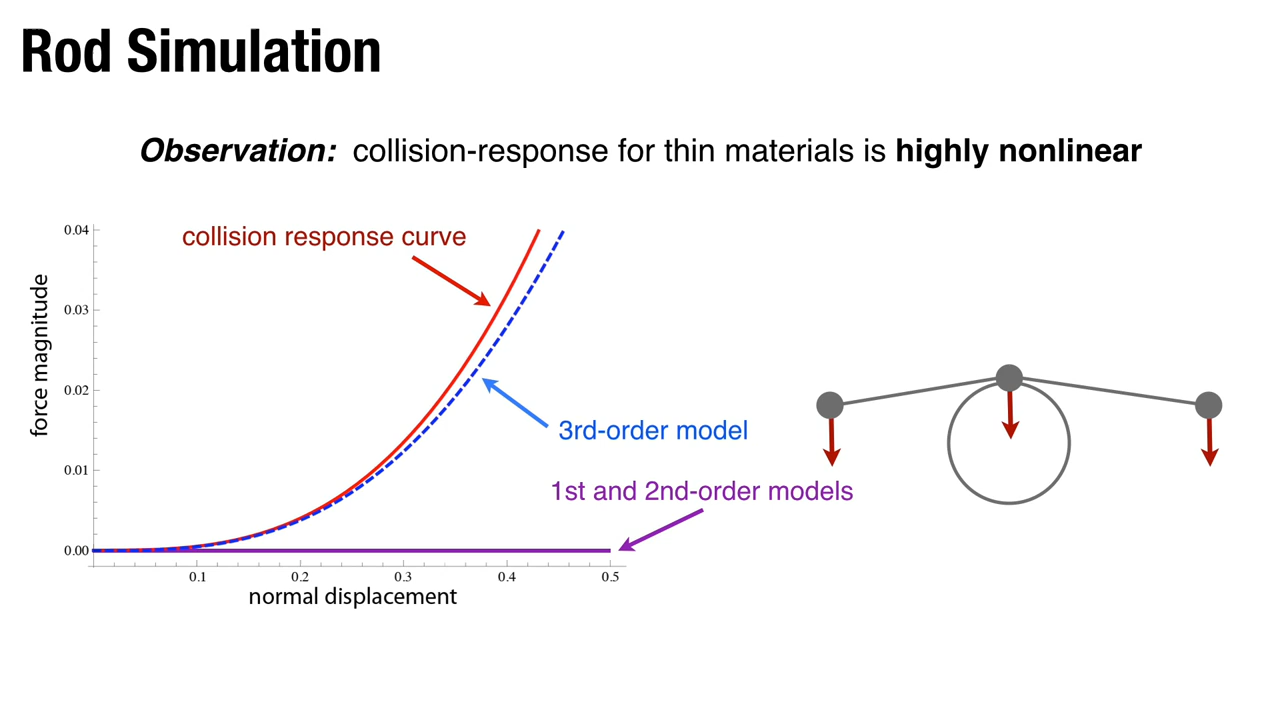 Rod Simulation
Observation: collision-response for thin materials is highly nonlinear
0.04
collision response curve
0.03
force magnitude
0.02
3rd-order model
0.01
1st and 2nd-order models
0.00
0.1 0.2 0.3 0.4 0.5
normal displacement